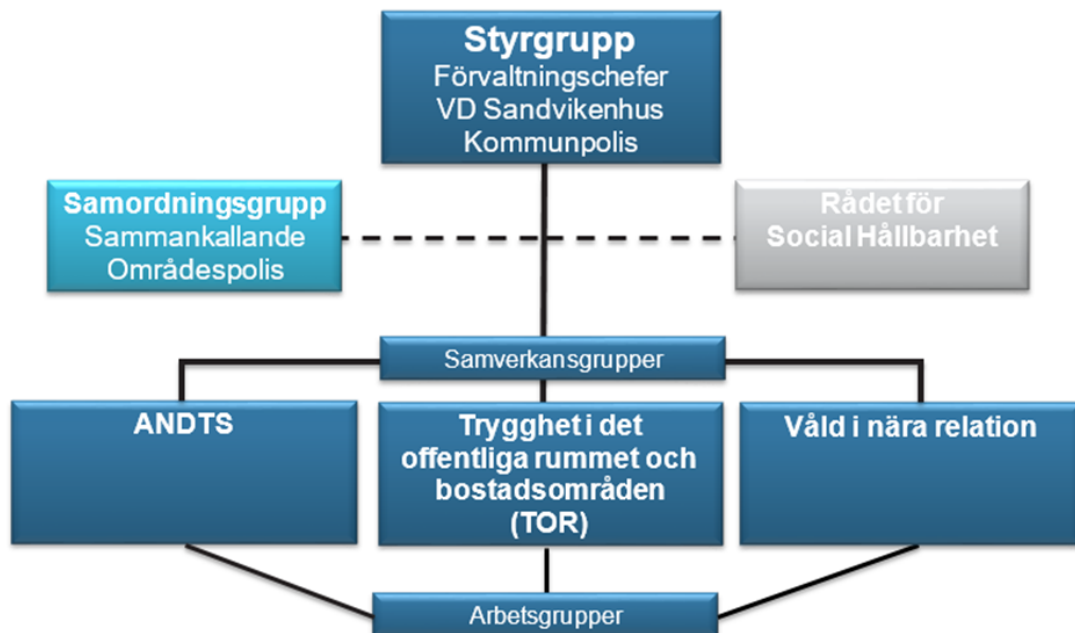 Styrgrupp
Förvaltningschefer
VD Sandvikenhus
Kommunpolis
Samordningsgrupp
Sammankallande
Områdespolis
Rådet för
Social Hållbarhet
Samverkansgrupper
ANDTS
Trygghet i det
offentliga rummet och
bostadsområden
(TOR)
Våld i nära relation
Arbetsgrupper